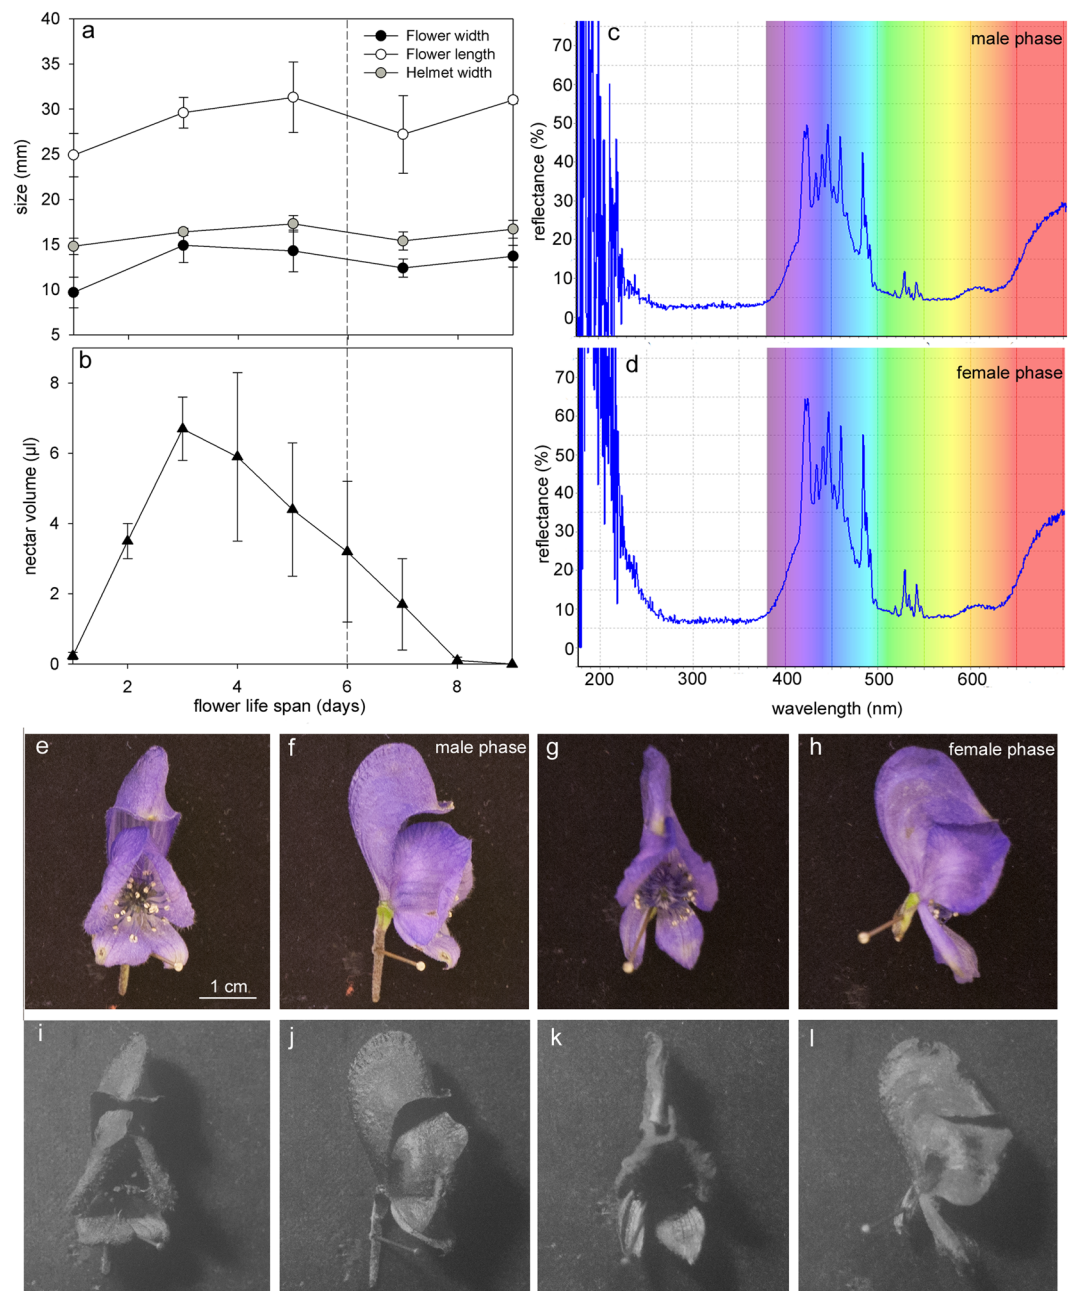 a
Flower width
Flower length
Helmet width
40
35
30
25
20
15
10
5
size (mm)
b
8
6
4
2
0
nectar volume (µl)
2 4 6 8
flower life span (days)
c
male phase
70
50
40
30
20
10
0
reflectance (%)
d
female phase
70
60
50
40
30
20
10
0
reflectance (%)
200 300 400 500 600
wavelength (nm)
e
1 cm
f
male phase
g
h
female phase
i
j
k
l